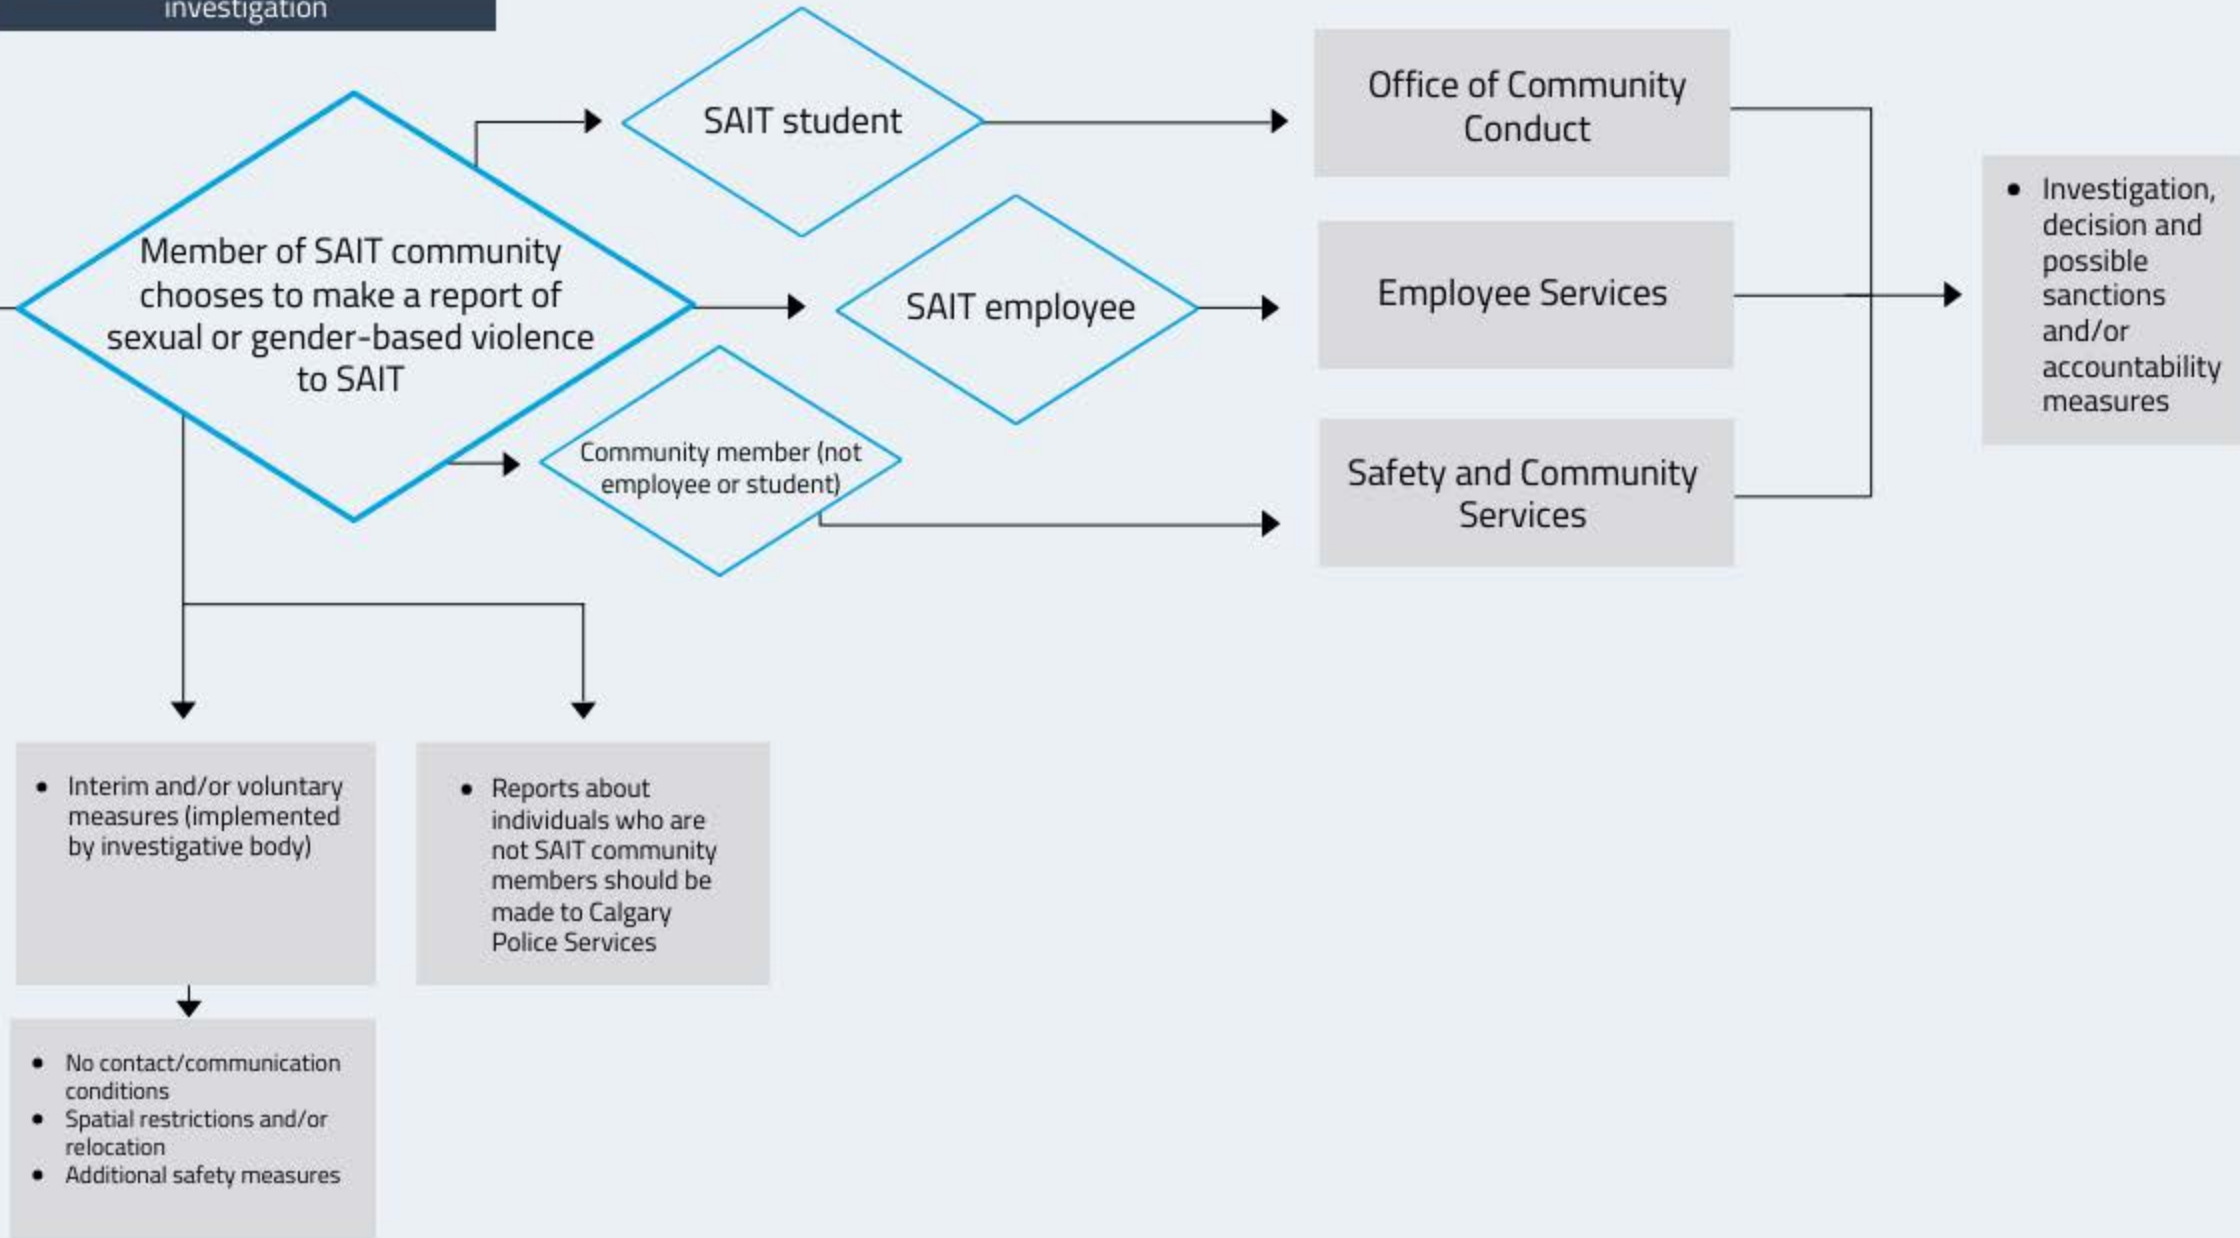 investigation
SAIT student
Office of Community
Conduct
Member of SAIT community
chooses to make a report of
sexual or gender-based violence
to SAIT
SAIT employee
Employee Services
• Investigation,
decision and
possible
sanctions
and/or
accountability
measures
Community member (not
employee or student)
Safety and Community
Services
• Interim and/or voluntary
measures (implemented
by investigative body)
• Reports about
individuals who are
not SAIT community
members should be
made to Calgary
Police Services
• No contact/communication
conditions
• Spatial restrictions and/or
relocation
• Additional safety measures